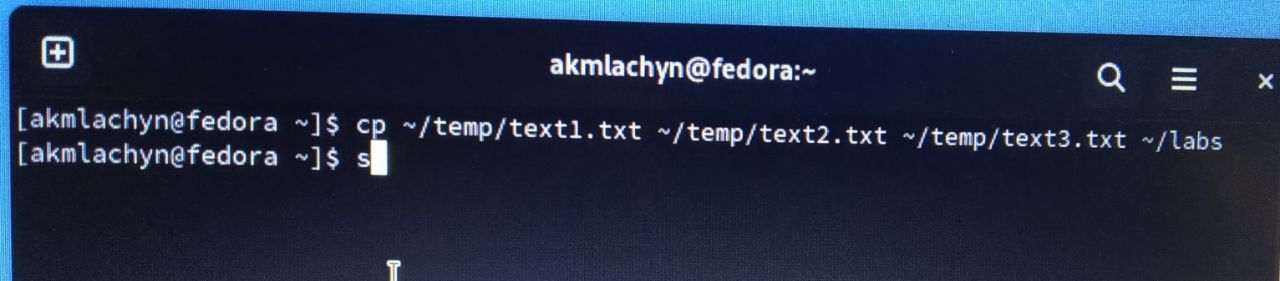 akmlachyn@fedora:~
[akmlachyn@fedora ~]$ cp ~/temp/text1.txt ~/temp/text2.txt ~/temp/text3.txt ~/labs
[akmlachyn@fedora ~]$ s